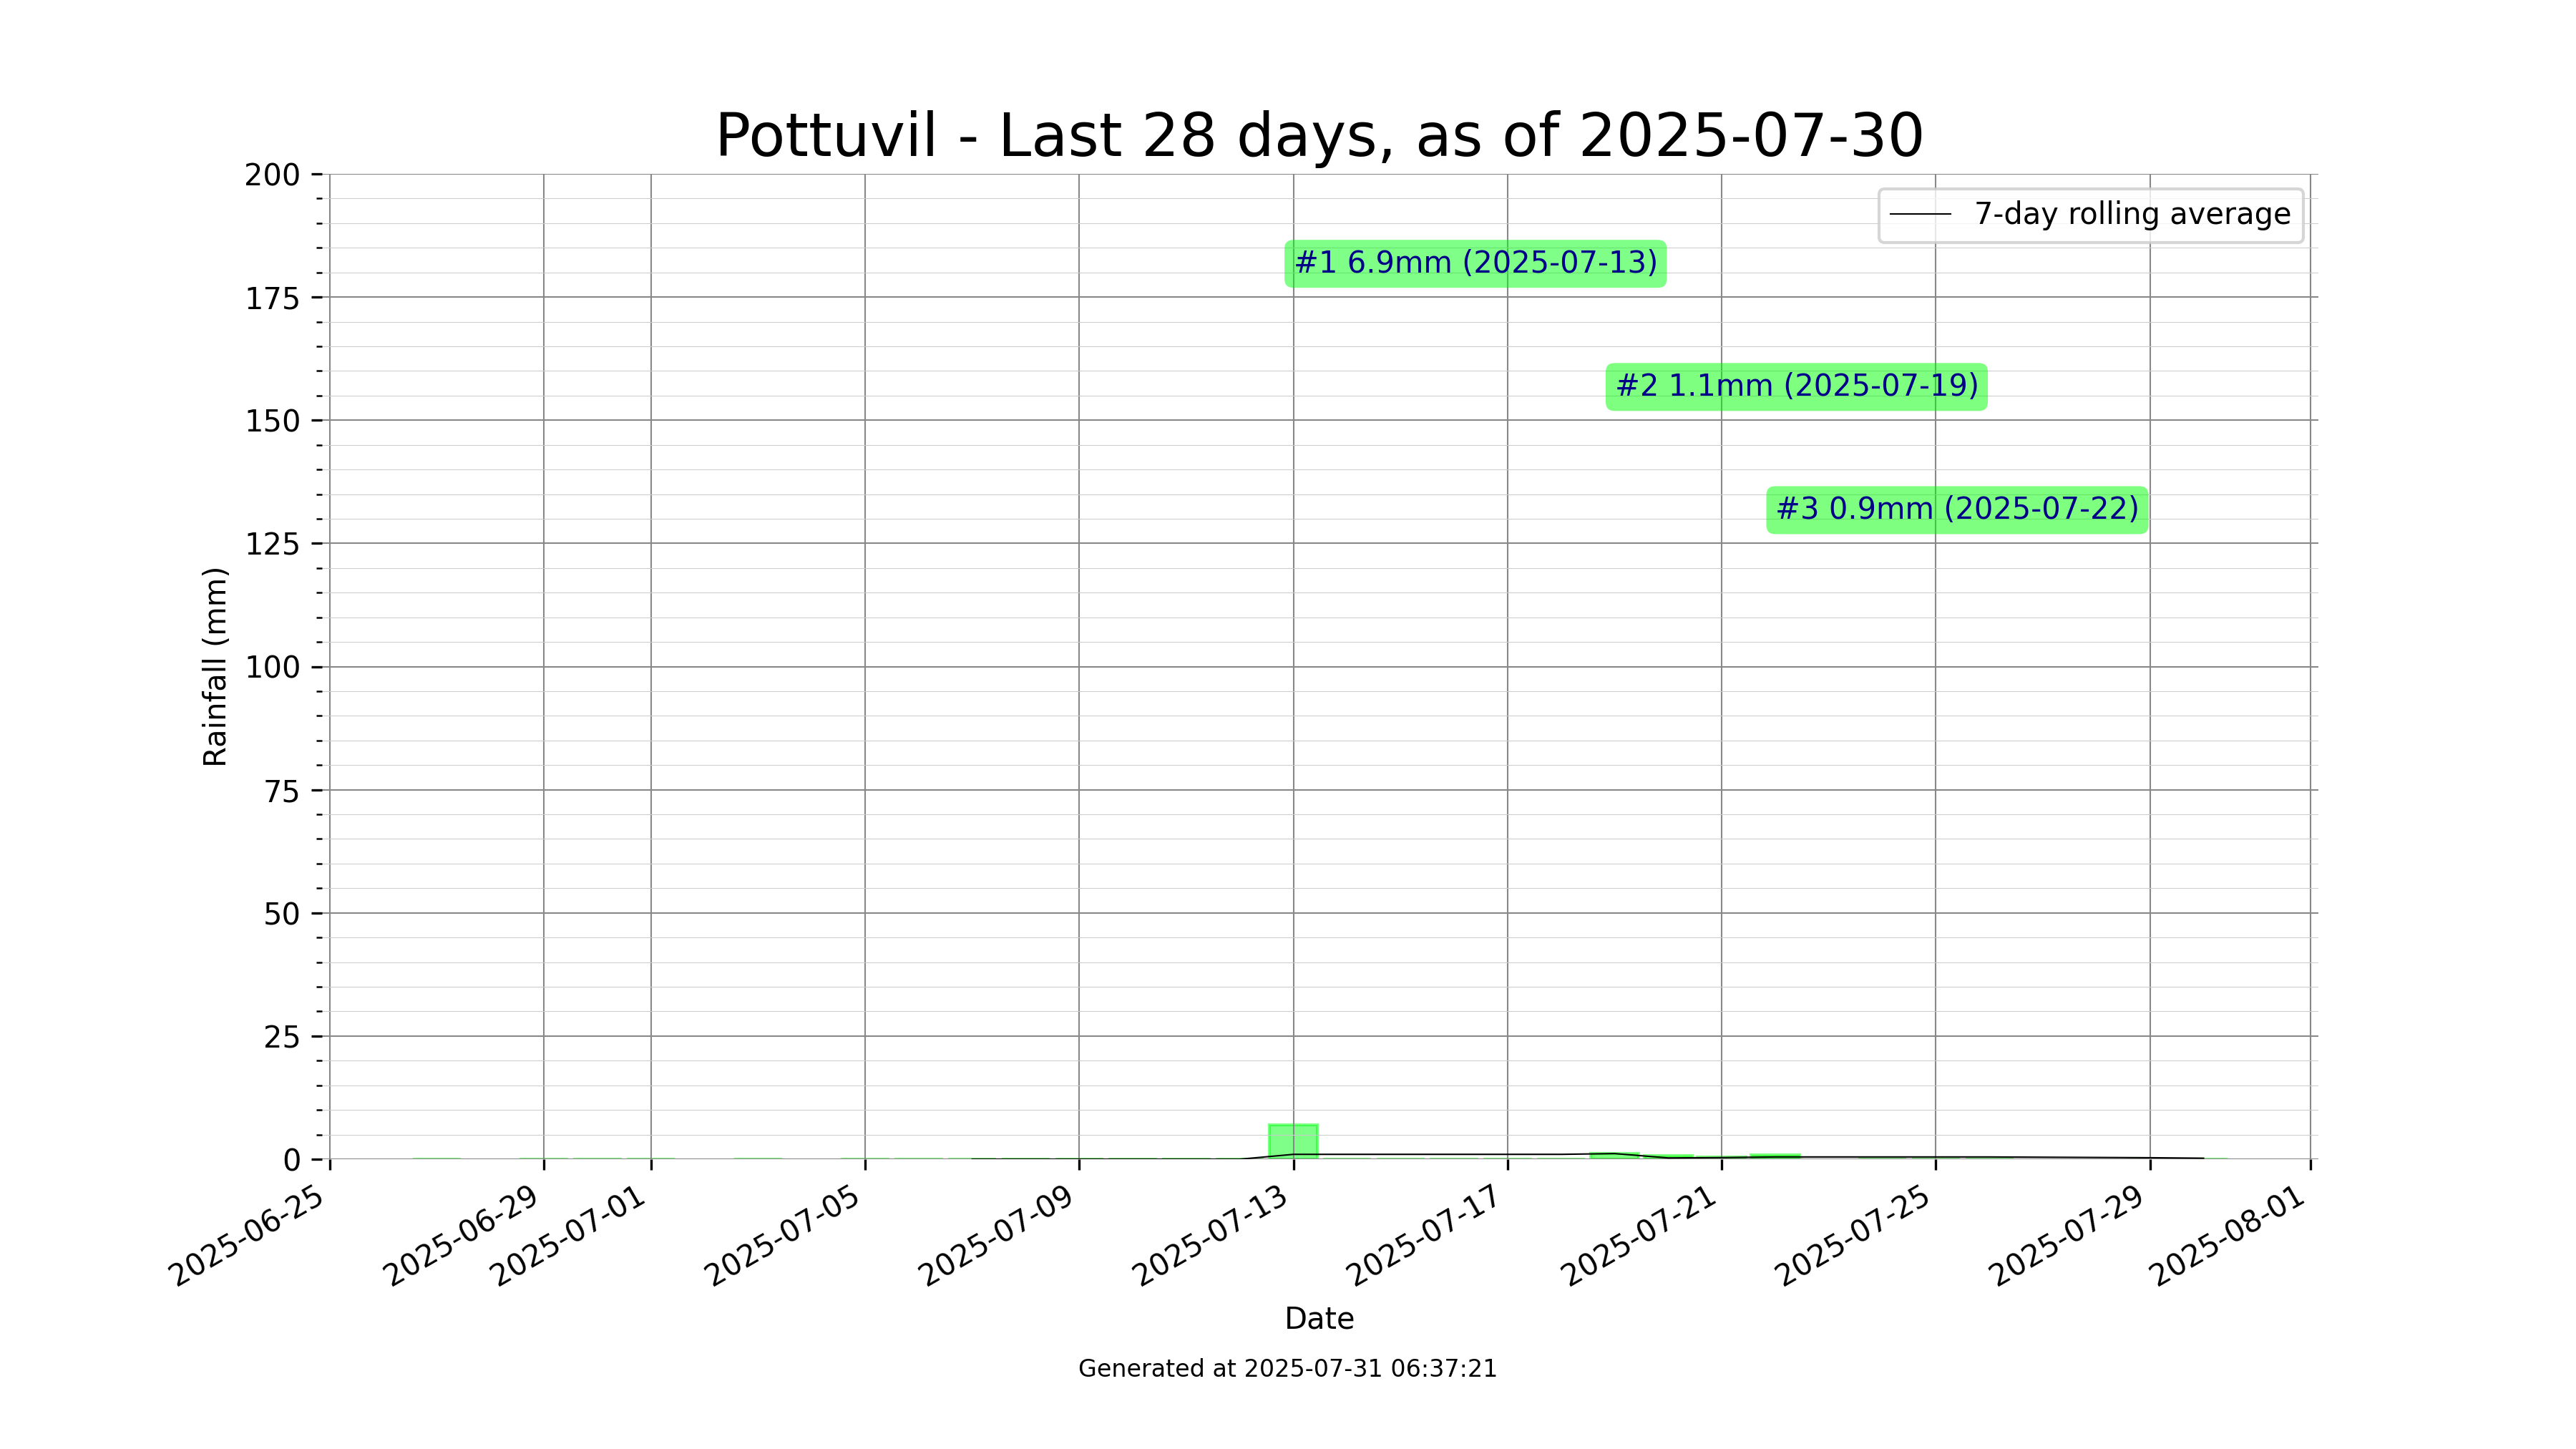 Pottuvil - Last 28 days, as of 2025-07-30
7-day rolling average
#1 6.9mm (2025-07-13)
#2 1.1mm (2025-07-19)
#3 0.9mm (2025-07-22)
Rainfall (mm)
200
175
150
125
100
75
50
25
0
2025-06-25
2025-06-29
2025-07-01
2025-07-05
2025-07-09
2025-07-13
2025-07-17
2025-07-21
2025-07-25
2025-07-29
2025-08-01
Date
Generated at 2025-07-31 06:37:21